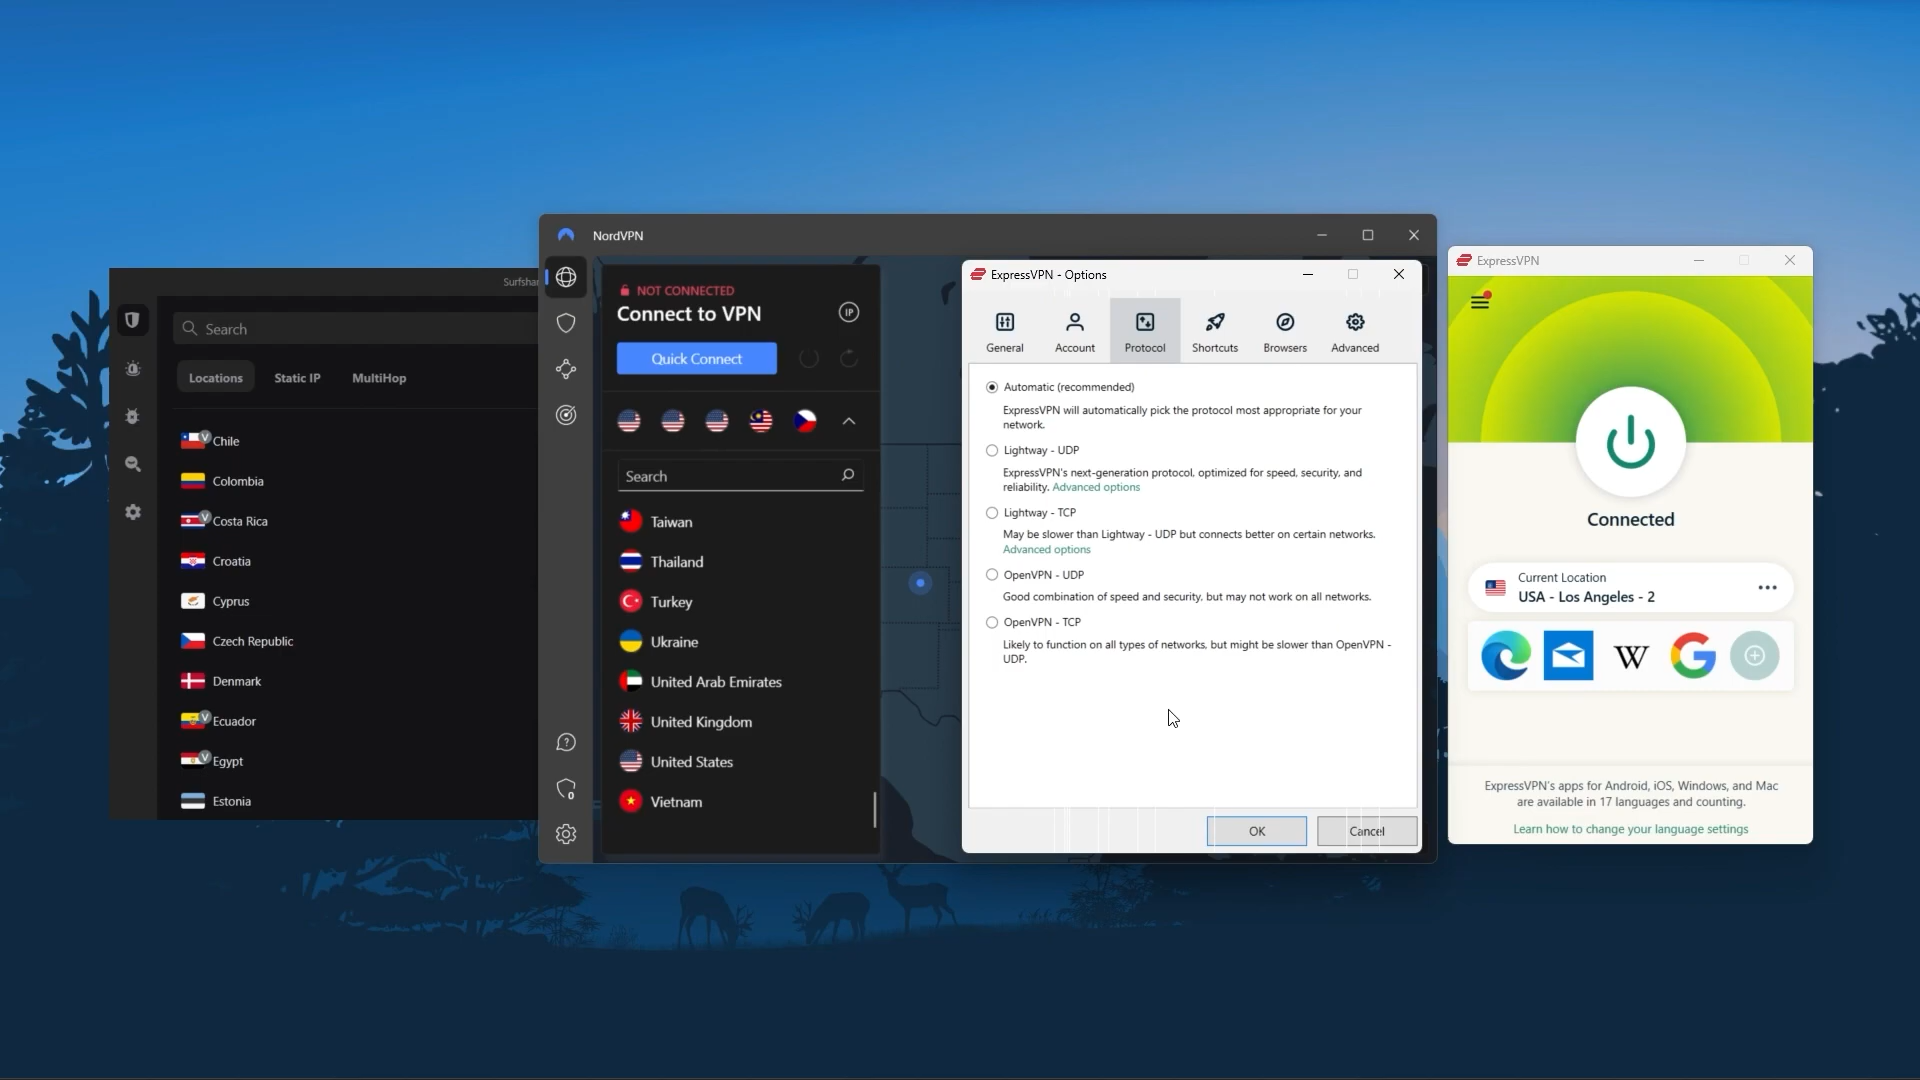 Surfshar
Search
Locations
Static IP
MultiHop
Chile
Colombia
Costa Rica
Croatia
Cyprus
Czech Republic
Denmark
Ecuador
Egypt
Estonia
NordVPN
NOT CONNECTED
Connect to VPN
IP
Quick Connect
Search
Taiwan
Thailand
Turkey
Ukraine
United Arab Emirates
United Kingdom
United States
Vietnam
ExpressVPN - Options
General
Account
Protocol
Shortcuts
Browsers
Advanced
Automatic (recommended)
ExpressVPN will automatically pick the protocol most appropriate for your
network.
Lightway - UDP
ExpressVPN's next-generation protocol, optimized for speed, security, and
reliability. Advanced options
Lightway - TCP
May be slower than Lightway - UDP but connects better on certain networks.
Advanced options
OpenVPN - UDP
Good combination of speed and security, but may not work on all networks.
OpenVPN - TCP
Likely to function on all types of networks, but might be slower than OpenVPN -
UDP.
OK
Cancel
ExpressVPN
Connected
Current Location
USA - Los Angeles - 2
W
G
ExpressVPN's apps for Android, iOS, Windows, and Mac
are available in 17 languages and counting.
Learn how to change your language settings